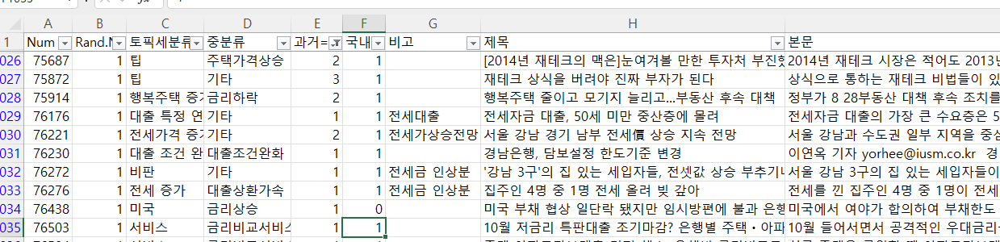 A B C D E F G H
1 Num Rand.N 토픽세분류 중분류 과거= 국내 비고 제목 본문
026 75687 1 팁 주택가격상승 2 1 [2014년 재테크의 맥은]눈여겨볼 만한 투자처 부진한 2014년 재테크 시장은 적어도 2013년
027 75872 1 팁 기타 3 1 재테크 상식을 버려야 진짜 부자가 된다 상식으로 통하는 재테크 비법들이 있
028 75914 1 행복주택 증가 금리하락 2 1 행복주택 줄이고 모기지 늘리고...부동산 후속 대책 정부가 8 28부동산 대책 후속 조치를
029 76176 1 대출 특정 연 기타 1 1 전세대출 전세자금 대출, 50세 미만 중산층에 몰려 전세자금 대출의 가장 큰 수요층은 5
030 76221 1 전세가격 증가 기타 2 1 전세가상승전망 서울 강남 경기 남부 전세價 상승 지속 전망 서울 강남과 수도권 일부 지역을 중심
031 76230 1 대출 조건 완 대출조건완화 1 1 경남은행, 담보설정 한도기준 변경 이연옥 기자 yorhee@iusm.co.kr 경
032 76272 1 비판 기타 1 1 전세금 인상분 '강남 3구'의 집 있는 세입자들, 전셋값 상승 부추기나 서울 강남 3구의 집 있는 세입자들이
033 76276 1 전세 증가 대출상환가속 1 1 전세금 인상분 집주인 4명 중 1명 전세 올려 빚 갚아 전세를 낀 집주인 4명 중 1명이 전세
034 76438 1 미국 금리상승 1 0 미국 부채 협상 일단락 됐지만 임시방편에 불과 은행 미국에서 여야가 합의하여 부채한도
035 76503 1 서비스 금리비교서비스 1 1 10월 저금리 특판대출 조기마감? 은행별 주택·아파 10월 들어서면서 공격적인 우대금리